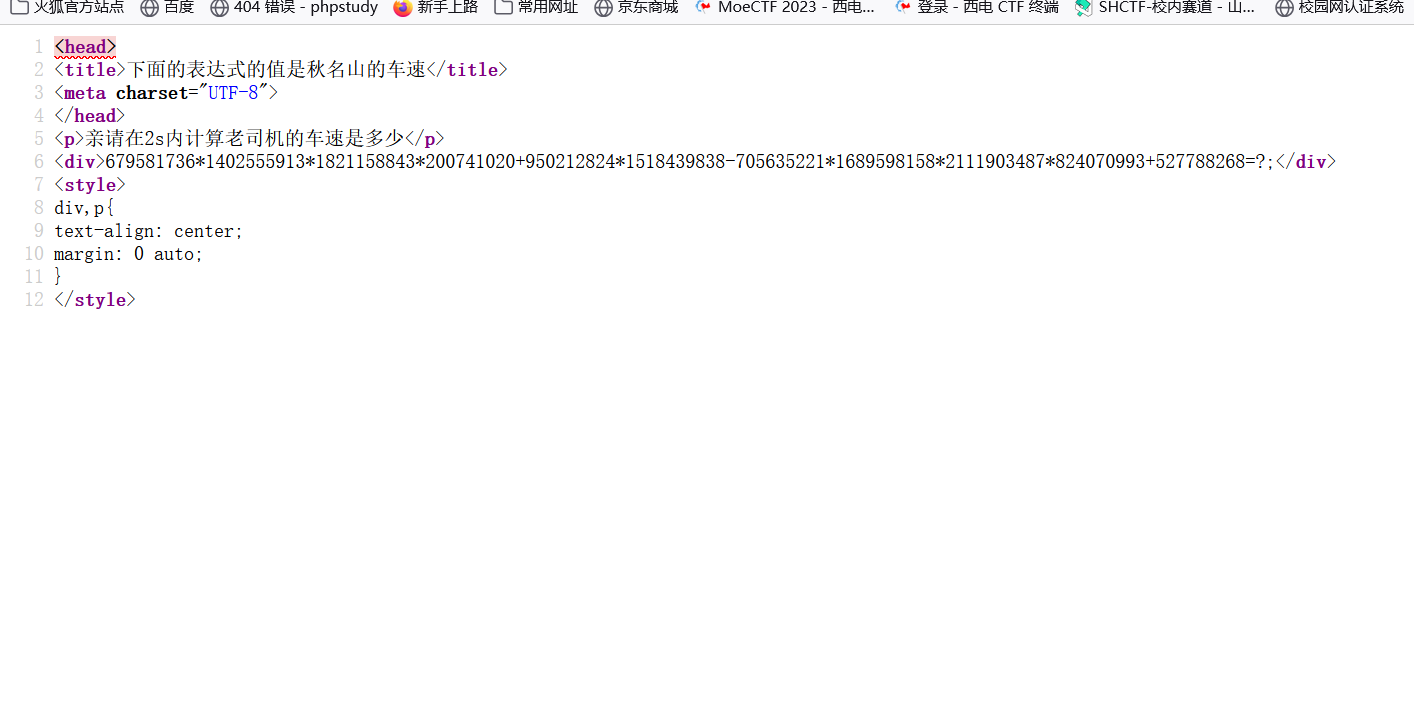 火狐官方站点 百度 404 错误 - phpstudy 新手上路 常用网址 京东商城 MoeCTF 2023 - 西电... 登录 - 西电 CTF 终端 SHCTF-校内赛道 - 山... 校园网认证系统
1 <head>
2 <title>下面的表达式的值是秋名山的车速</title>
3 <meta charset="UTF-8">
4 </head>
5 <p>亲请在2s内计算老司机的车速是多少</p>
6 <div>679581736*1402555913*1821158843*200741020+950212824*1518439838-705635221*1689598158*2111903487*824070993+527788268=?;</div>
7 <style>
8 div,p{
9 text-align: center;
10 margin: 0 auto;
11 }
12 </style>